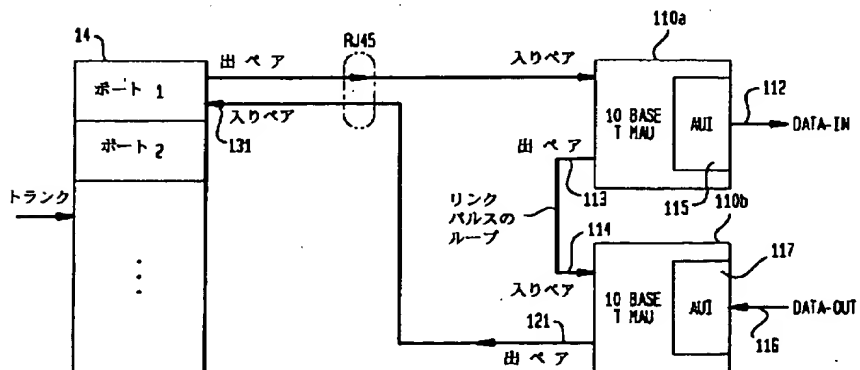 14
RJ45
110a
出 ペ ア
入りペア
ポート 1
112
10 BASE
T MAU
AUI
DATA-IN
入りペア
131
ポート 2
出 ペ ア
113
115
110b
トランク
リンク
パルスの
ループ
114
117
入りペア
10 BASE
T MAU
AUI
DATA-OUT
121
116
出 ペ ア